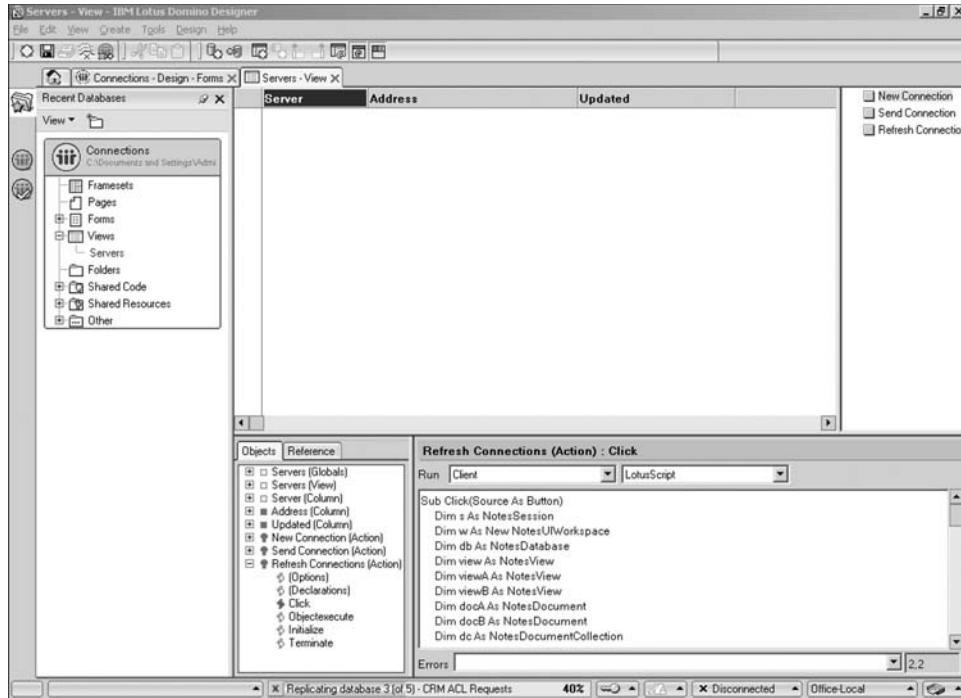 Servers - View - IBM Lotus Domino Designer
File Edit View Create Tools Design Help
Connections - Design - Forms
Servers - View
Recent Databases
View
Connections
C:\Documents and Settings\Admi
Framesets
Pages
Forms
Views
Servers
Folders
Shared Code
Shared Resources
Other
Server Address Updated
New Connection
Send Connection
Refresh Connectio
Objects Reference
Servers (Globals)
Servers (View)
Server (Column)
Address (Column)
Updated (Column)
New Connection (Action)
Send Connection (Action)
Refresh Connections (Action)
(Options)
(Declarations)
Click
Objectexecute
Initialize
Terminate
Refresh Connections (Action) : Click
Run Client LotusScript
Sub Click(Source As Button)
Dim s As NotesSession
Dim w As New NotesUIWorkspace
Dim db As NotesDatabase
Dim view As NotesView
Dim viewA As NotesView
Dim viewB As NotesView
Dim docA As NotesDocument
Dim docB As NotesDocument
Dim dc As NotesDocumentCollection
Errors 2,2
Replicating database 3 (of 5) - CRM ACL Requests 40% Disconnected Office-Local